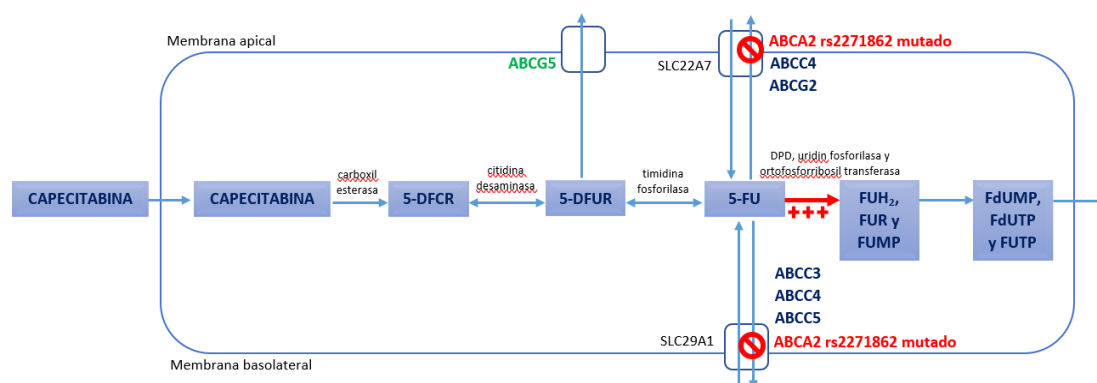 Membrana apical
ABCG5
SLC22A7
ABCA2 rs2271862 mutado
ABCC4
ABCG2
CAPECITABINA
CAPECITABINA
carboxil
esterasa
5-DFCR
citidina
desaminasa
5-DFUR
timidina
fosforilasa
5-FU
DPD, uridin fosforilasa y
ortofosforribosil transferasa
+++
FUH₂,
FUR y
FUMP
FdUMP,
FdUTP
y FUTP
ABCC3
ABCC4
ABCC5
SLC29A1
ABCA2 rs2271862 mutado
Membrana basolateral